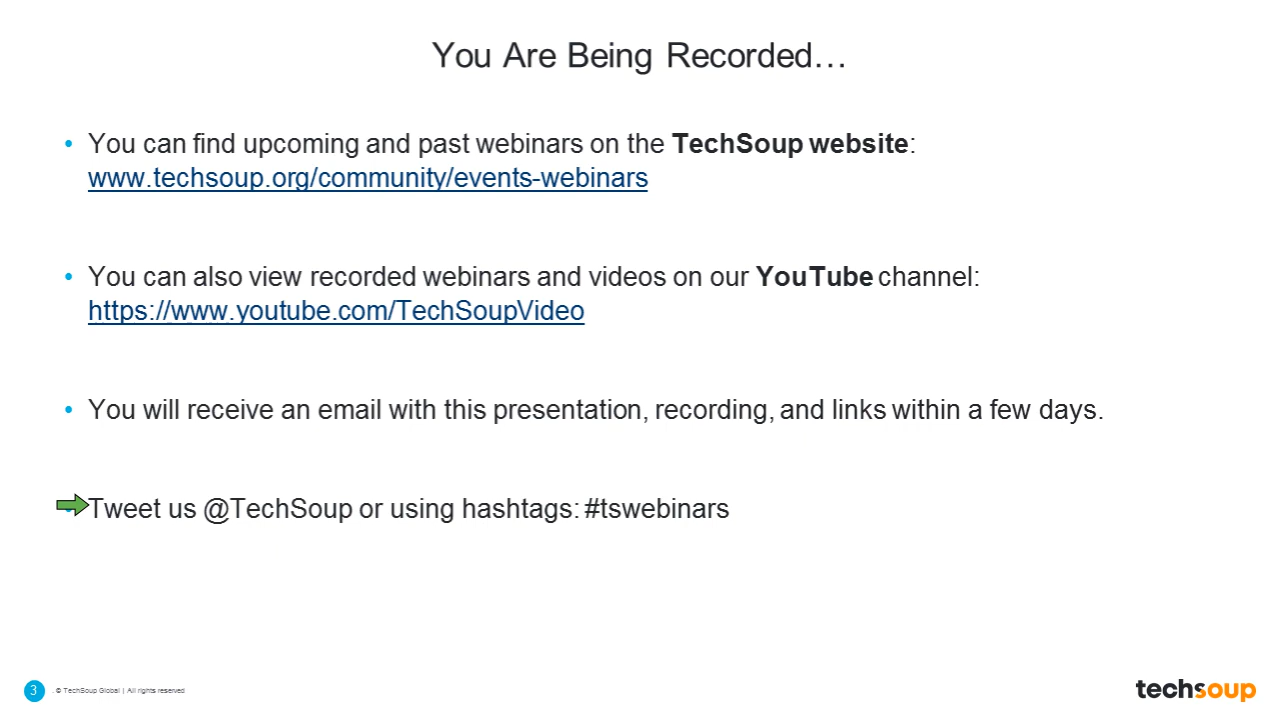 You Are Being Recorded…
• You can find upcoming and past webinars on the TechSoup website:
www.techsoup.org/community/events-webinars
• You can also view recorded webinars and videos on our YouTube channel:
https://www.youtube.com/TechSoupVideo
• You will receive an email with this presentation, recording, and links within a few days.
Tweet us @TechSoup or using hashtags: #tswebinars
3 . © TechSoup Global | All rights reserved
techsoup